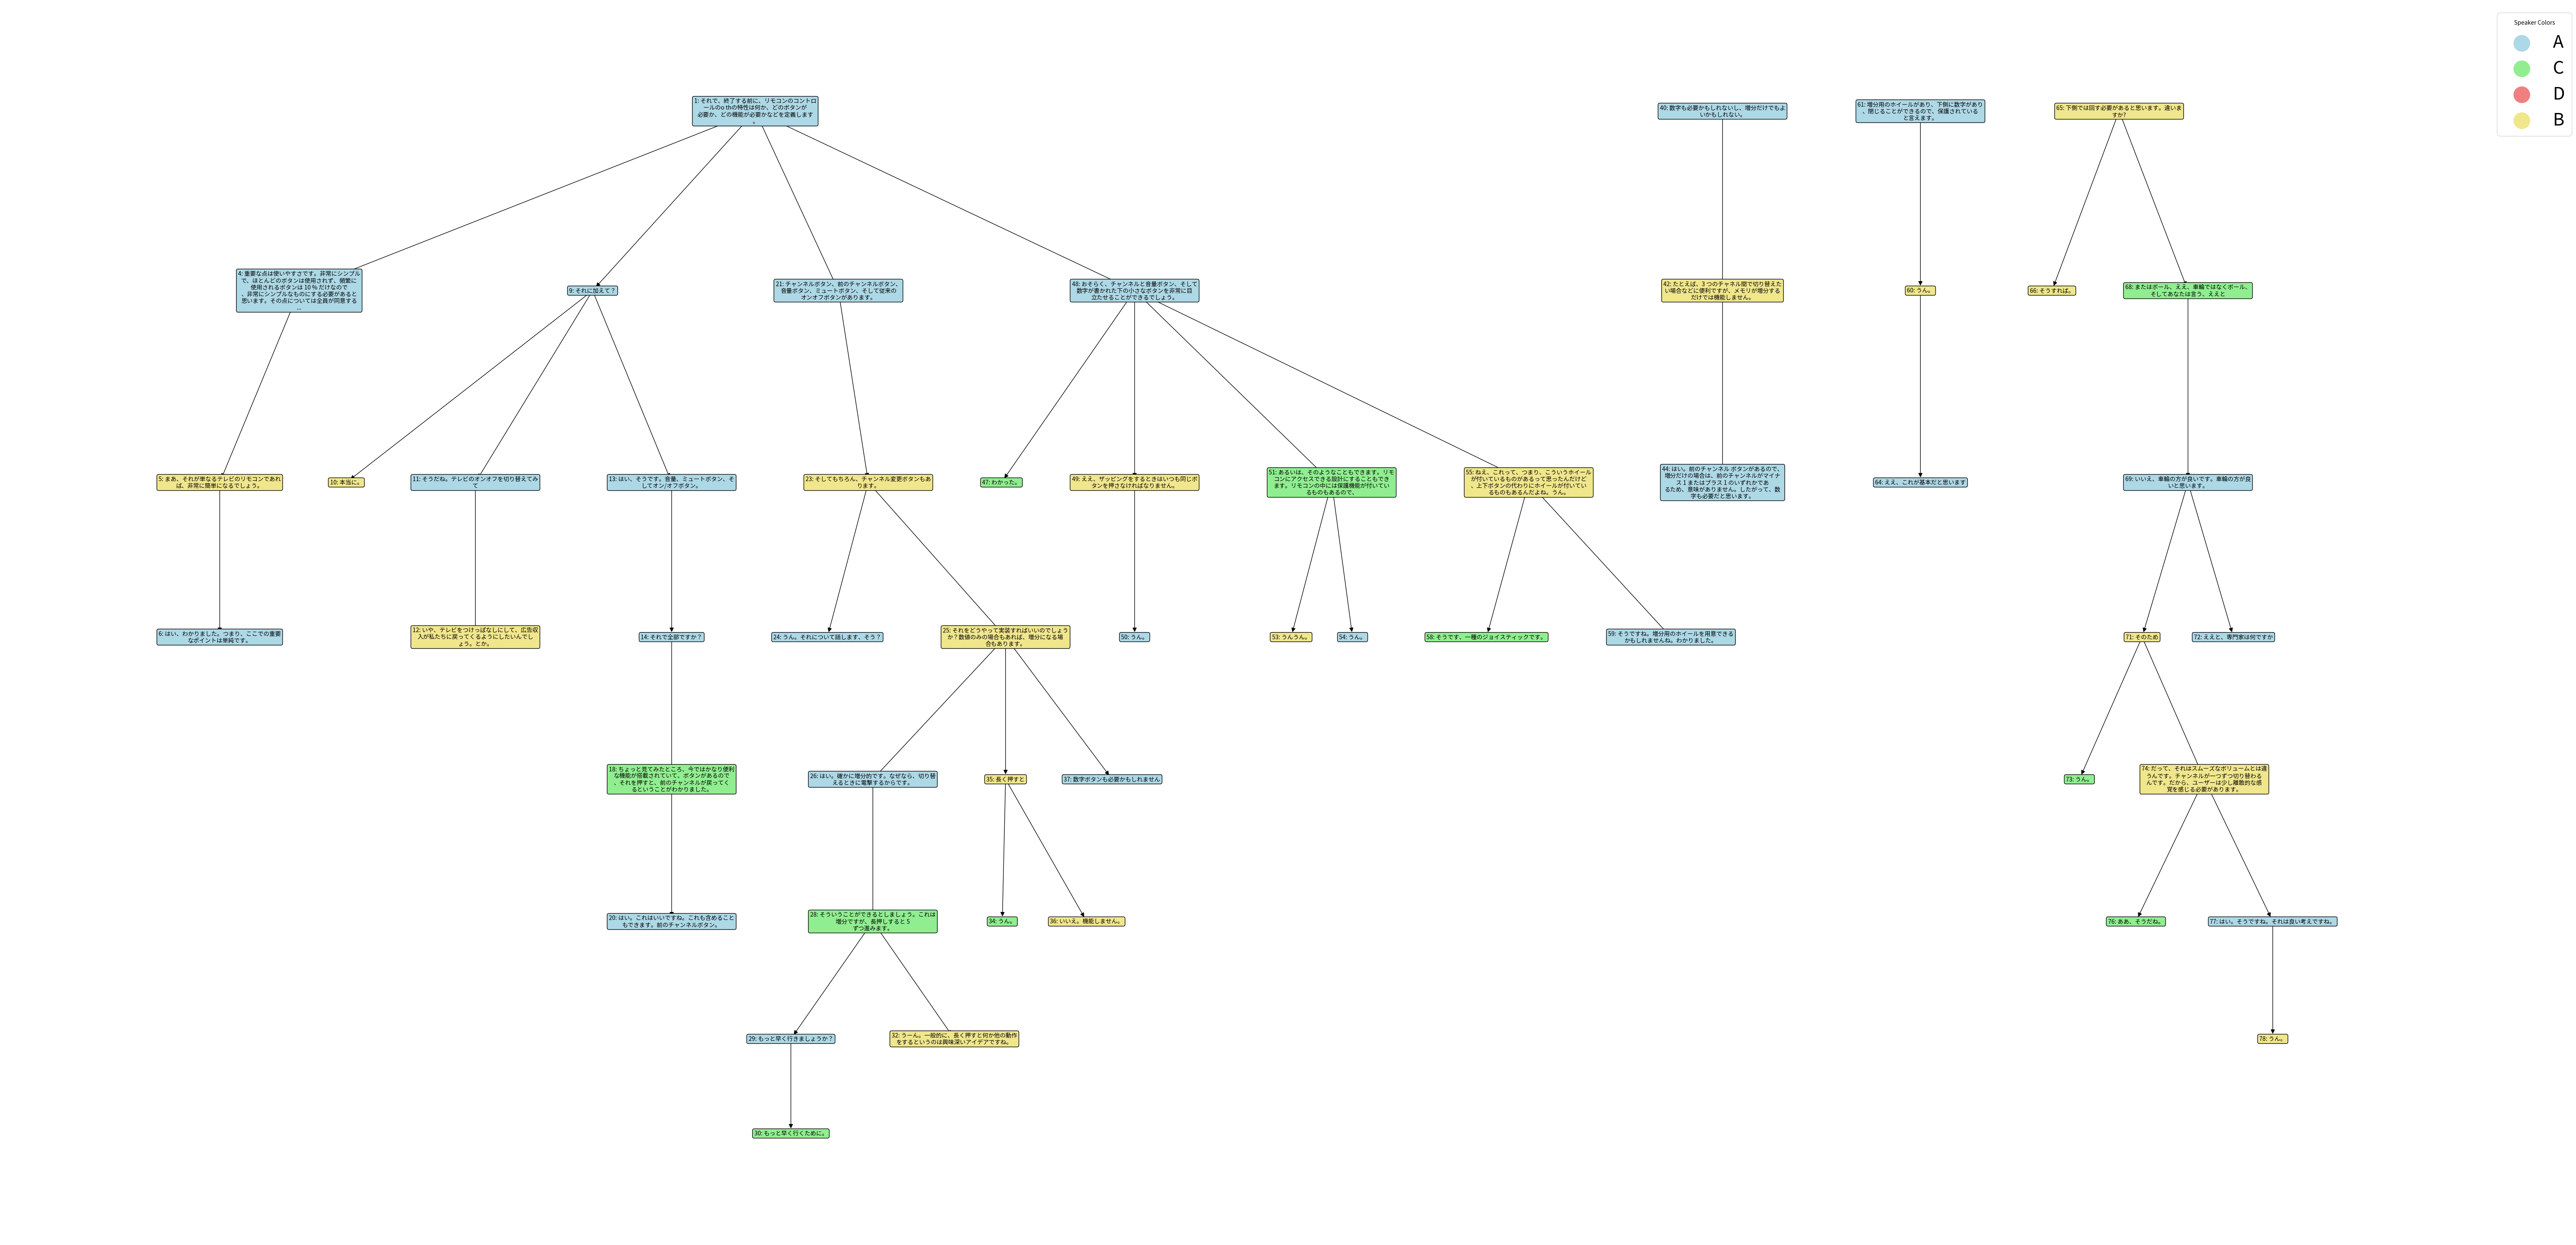 Speaker Colors
A
C
D
B
1: それで、終了する前に、リモコンのコントロ
ールのo thの特性は何か、どのボタンが
必要か、どの機能が必要かなどを定義します
。
40: 数字も必要かもしれないし、増分だけでもよ
いかもしれない。
61: 増分用のホイールがあり、下側に数字があり
、閉じることができるので、保護されている
と言えます。
65: 下側では回す必要があると思います。違いま
すか?
4: 重要な点は使いやすさです。非常にシンプル
で、ほとんどのボタンは使用されず、頻繁に
使用されるボタンは 10 % だけなので
、非常にシンプルなものにする必要があると
思います。その点については全員が同意する
...
9: それに加えて？
21: チャンネルボタン、前のチャンネルボタン、
音量ボタン、ミュートボタン、そして従来の
オンオフボタンがあります。
48: おそらく、チャンネルと音量ボタン、そして
数字が書かれた下の小さなボタンを非常に目
立たせることができるでしょう。
42: たとえば、3 つのチャネル間で切り替えた
い場合などに便利ですが、メモリが増分する
だけでは機能しません。
60: うん。
66: そうすれば。
68: またはボール、ええ、車輪ではなくボール、
そしてあなたは言う、ええと
5: まあ、それが単なるテレビのリモコンであれ
ば、非常に簡単になるでしょう。
10: 本当に。
11: そうだね。テレビのオンオフを切り替えてみ
て
13: はい、そうです。音量、ミュートボタン、そ
してオン/オフボタン。
23: そしてもちろん、チャンネル変更ボタンもあ
ります。
47: わかった。
49: ええ、ザッピングをするときはいつも同じボ
タンを押さなければなりません。
51: あるいは、そのようなこともできます。リモ
コンにアクセスできる設計にすることもでき
ます。リモコンの中には保護機能が付いてい
るものもあるので、
55: ねえ、これって、つまり、こういうホイール
が付いているものがあるって思ったんだけど
、上下ボタンの代わりにホイールが付いてい
るものもあるんだよね。うん。
44: はい。前のチャンネル ボタンがあるので、
増分だけの場合は、前のチャンネルがマイナ
ス 1 またはプラス 1 のいずれかであ
るため、意味がありません。したがって、数
字も必要だと思います。
64: ええ、これが基本だと思います
69: いいえ、車輪の方が良いです。車輪の方が良
いと思います。
6: はい、わかりました。つまり、ここでの重要
なポイントは単純です。
12: いや、テレビをつけっぱなしにして、広告収
入が私たちに戻ってくるようにしたいんでし
ょう。とか。
14: それで全部ですか？
24: うん。それについて話します、そう？
25: それをどうやって実装すればいいのでしょう
か？数値のみの場合もあれば、増分になる場
合もあります。
50: うん。
53: うんうん。
54: うん。
58: そうです、一種のジョイスティックです。
59: そうですね。増分用のホイールを用意できる
かもしれませんね。わかりました。
71: そのため
72: ええと、専門家は何ですか
18: ちょっと見てみたところ、今ではかなり便利
な機能が搭載されていて、ボタンがあるので
、それを押すと、前のチャンネルが戻ってく
るということがわかりました。
26: はい。確かに増分的です。なぜなら、切り替
えるときに電撃するからです。
35: 長く押すと
37: 数字ボタンも必要かもしれません
73: うん。
74: だって、それはスムーズなボリュームとは違
うんです。チャンネルが一つずつ切り替わる
んです。だから、ユーザーは少し離散的な感
覚を感じる必要があります。
20: はい。これはいいですね。これも含めること
もできます。前のチャンネルボタン。
28: そういうことができるとしましょう。これは
増分ですが、長押しすると 5
ずつ進みます。
34: うん。
36: いいえ。機能しません。
76: ああ、そうだね。
77: はい。そうですね。それは良い考えですね。
29: もっと早く行きましょうか？
32: うーん。一般的に、長く押すと何か他の動作
をするというのは興味深いアイデアですね。
78: うん。
30: もっと早く行くために。